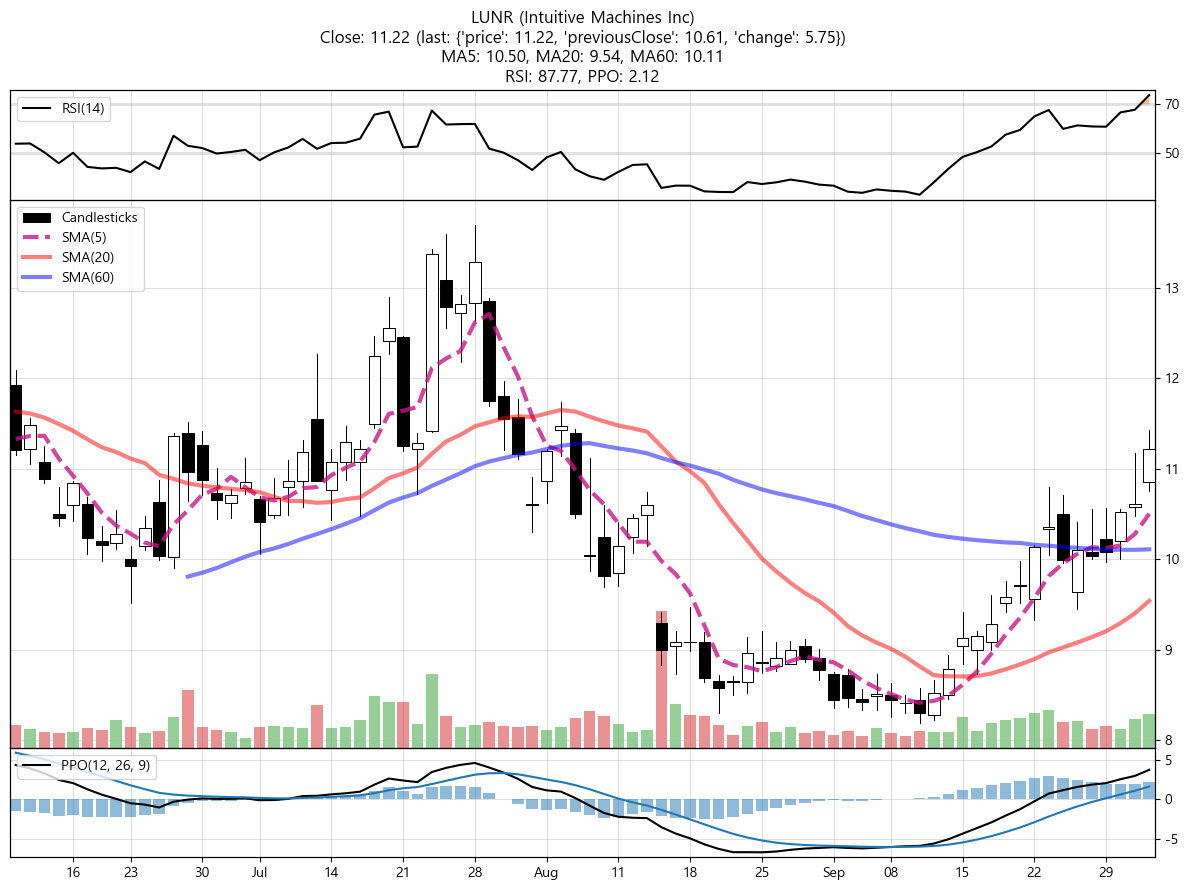 LUNR (Intuitive Machines Inc)
Close: 11.22 (last: {'price': 11.22, 'previousClose': 10.61, 'change': 5.75})
MA5: 10.50, MA20: 9.54, MA60: 10.11
RSI: 87.77, PPO: 2.12
RSI(14)
70
50
Candlesticks
SMA(5)
SMA(20)
SMA(60)
13
12
11
10
9
8
PPO(12, 26, 9)
5
0
-5
16 23 30 Jul 14 21 28 Aug 11 18 25 Sep 08 15 22 29